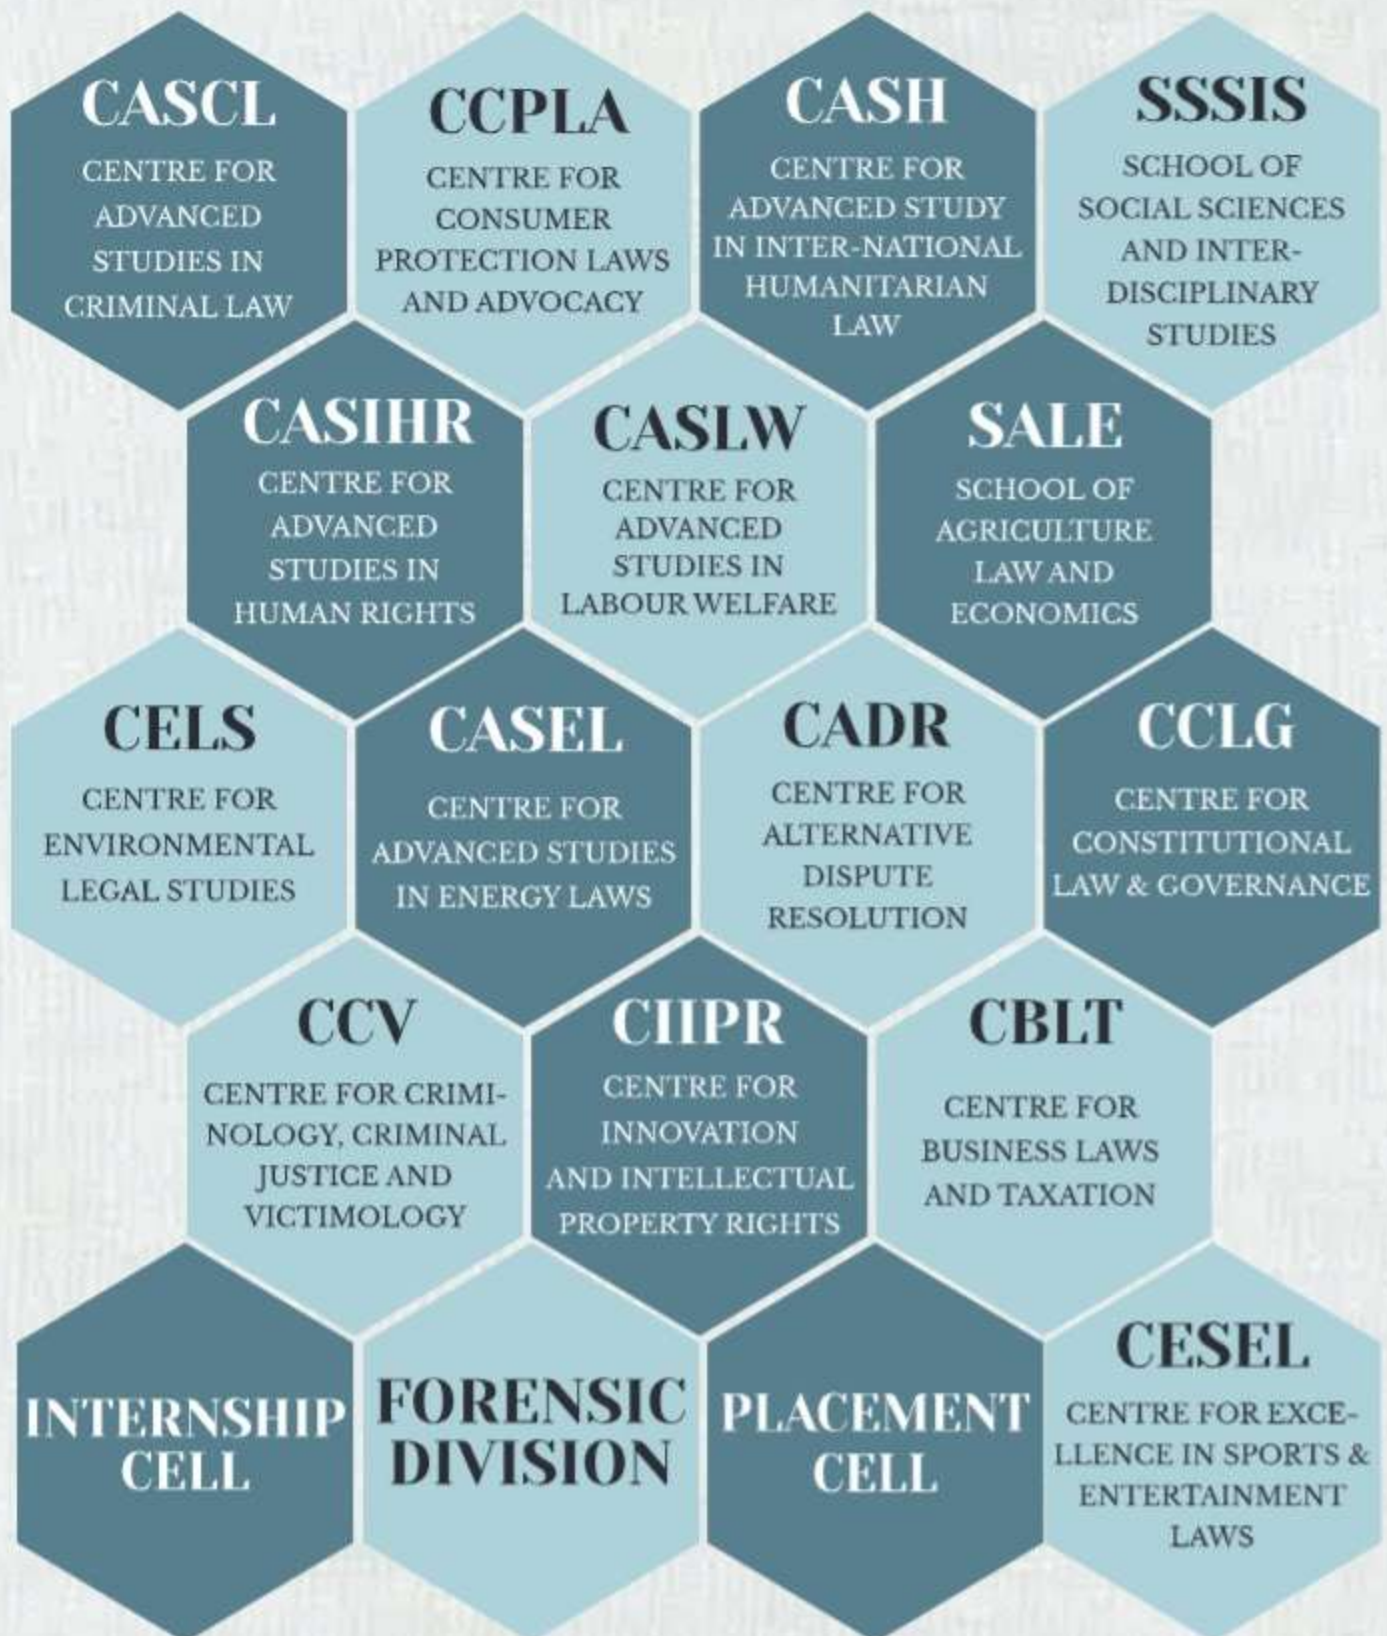 CASCL
CENTRE FOR
ADVANCED
STUDIES IN
CRIMINAL LAW
CCPLA
CENTRE FOR
CONSUMER
PROTECTION LAWS
AND ADVOCACY
CASH
CENTRE FOR
ADVANCED STUDY
IN INTER-NATIONAL
HUMANITARIAN
LAW
SSSIS
SCHOOL OF
SOCIAL SCIENCES
AND INTER-
DISCIPLINARY
STUDIES
CASIHR
CENTRE FOR
ADVANCED
STUDIES IN
HUMAN RIGHTS
CASLW
CENTRE FOR
ADVANCED
STUDIES IN
LABOUR WELFARE
SALE
SCHOOL OF
AGRICULTURE
LAW AND
ECONOMICS
CELS
CENTRE FOR
ENVIRONMENTAL
LEGAL STUDIES
CASEL
CENTRE FOR
ADVANCED STUDIES
IN ENERGY LAWS
CADR
CENTRE FOR
ALTERNATIVE
DISPUTE
RESOLUTION
CCLG
CENTRE FOR
CONSTITUTIONAL
LAW & GOVERNANCE
CCV
CENTRE FOR CRIMI-
NOLOGY, CRIMINAL
JUSTICE AND
VICTIMOLOGY
CIIPR
CENTRE FOR
INNOVATION
AND INTELLECTUAL
PROPERTY RIGHTS
CBLT
CENTRE FOR
BUSINESS LAWS
AND TAXATION
INTERNSHIP
CELL
FORENSIC
DIVISION
PLACEMENT
CELL
CESEL
CENTRE FOR EXCE-
LLENCE IN SPORTS &
ENTERTAINMENT
LAWS